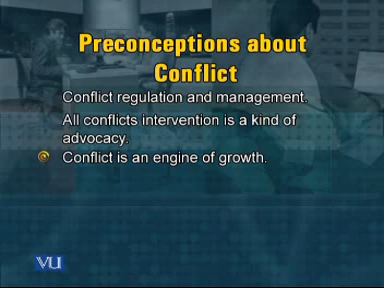 Preconceptions about
Conflict
Conflict regulation and management.
All conflicts intervention is a kind of
advocacy.
Conflict is an engine of growth.
VU